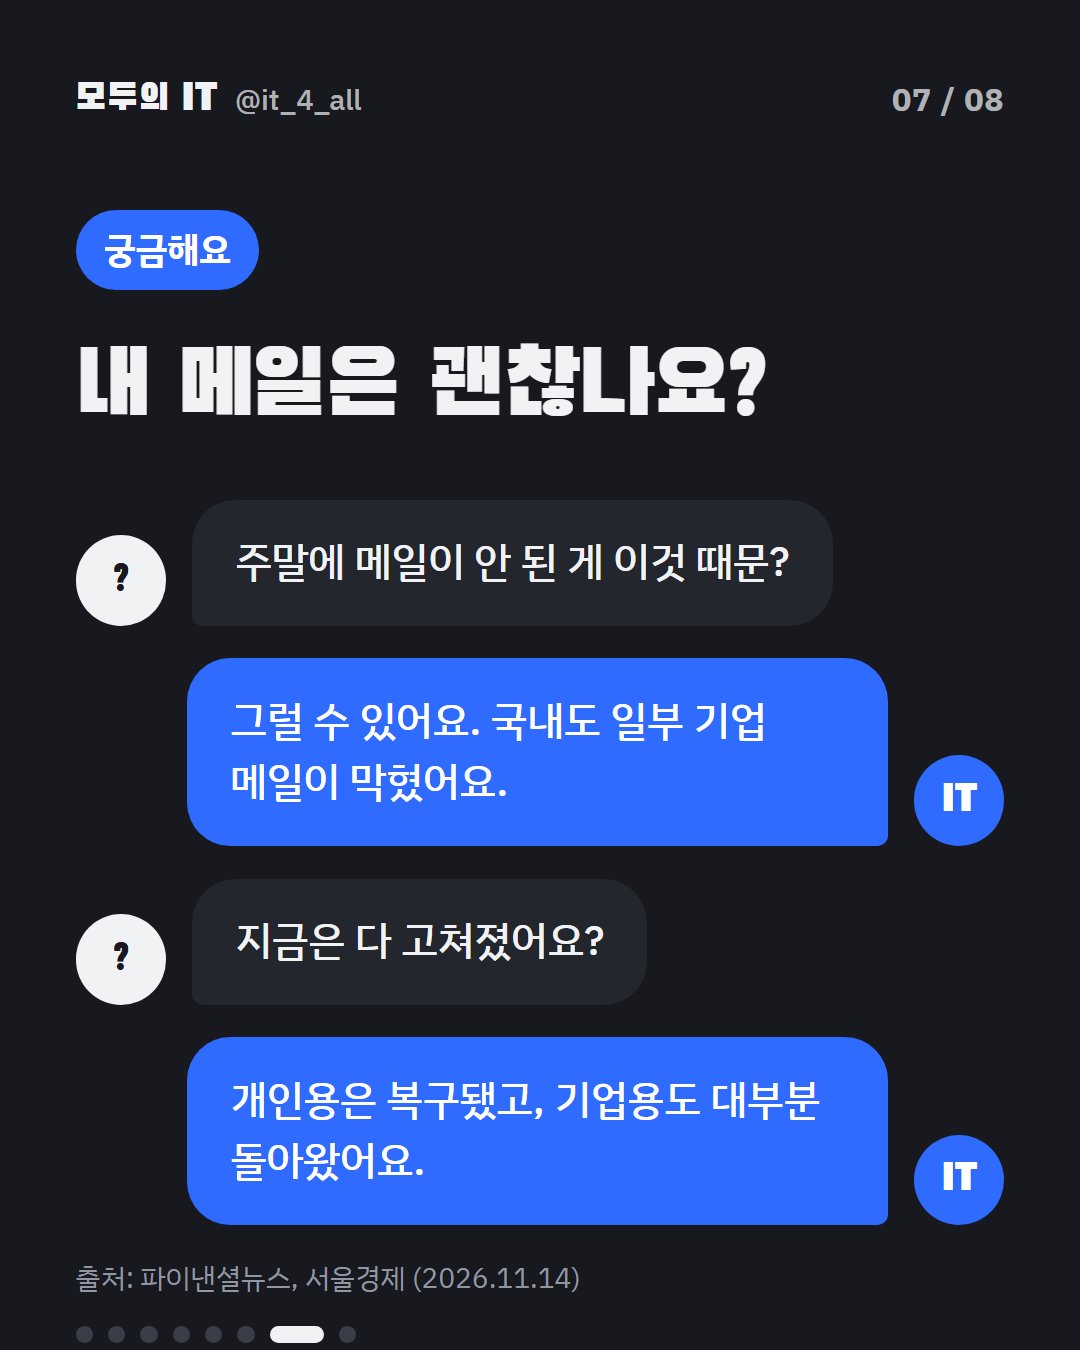 모두의 IT @it_4_all
07 / 08
궁금해요
내 메일은 괜찮나요?
?
주말에 메일이 안 된 게 이것 때문?
그럴 수 있어요. 국내도 일부 기업
메일이 막혔어요.
IT
?
지금은 다 고쳐졌어요?
개인용은 복구됐고, 기업용도 대부분
돌아왔어요.
IT
출처: 파이낸셜뉴스, 서울경제 (2026.11.14)